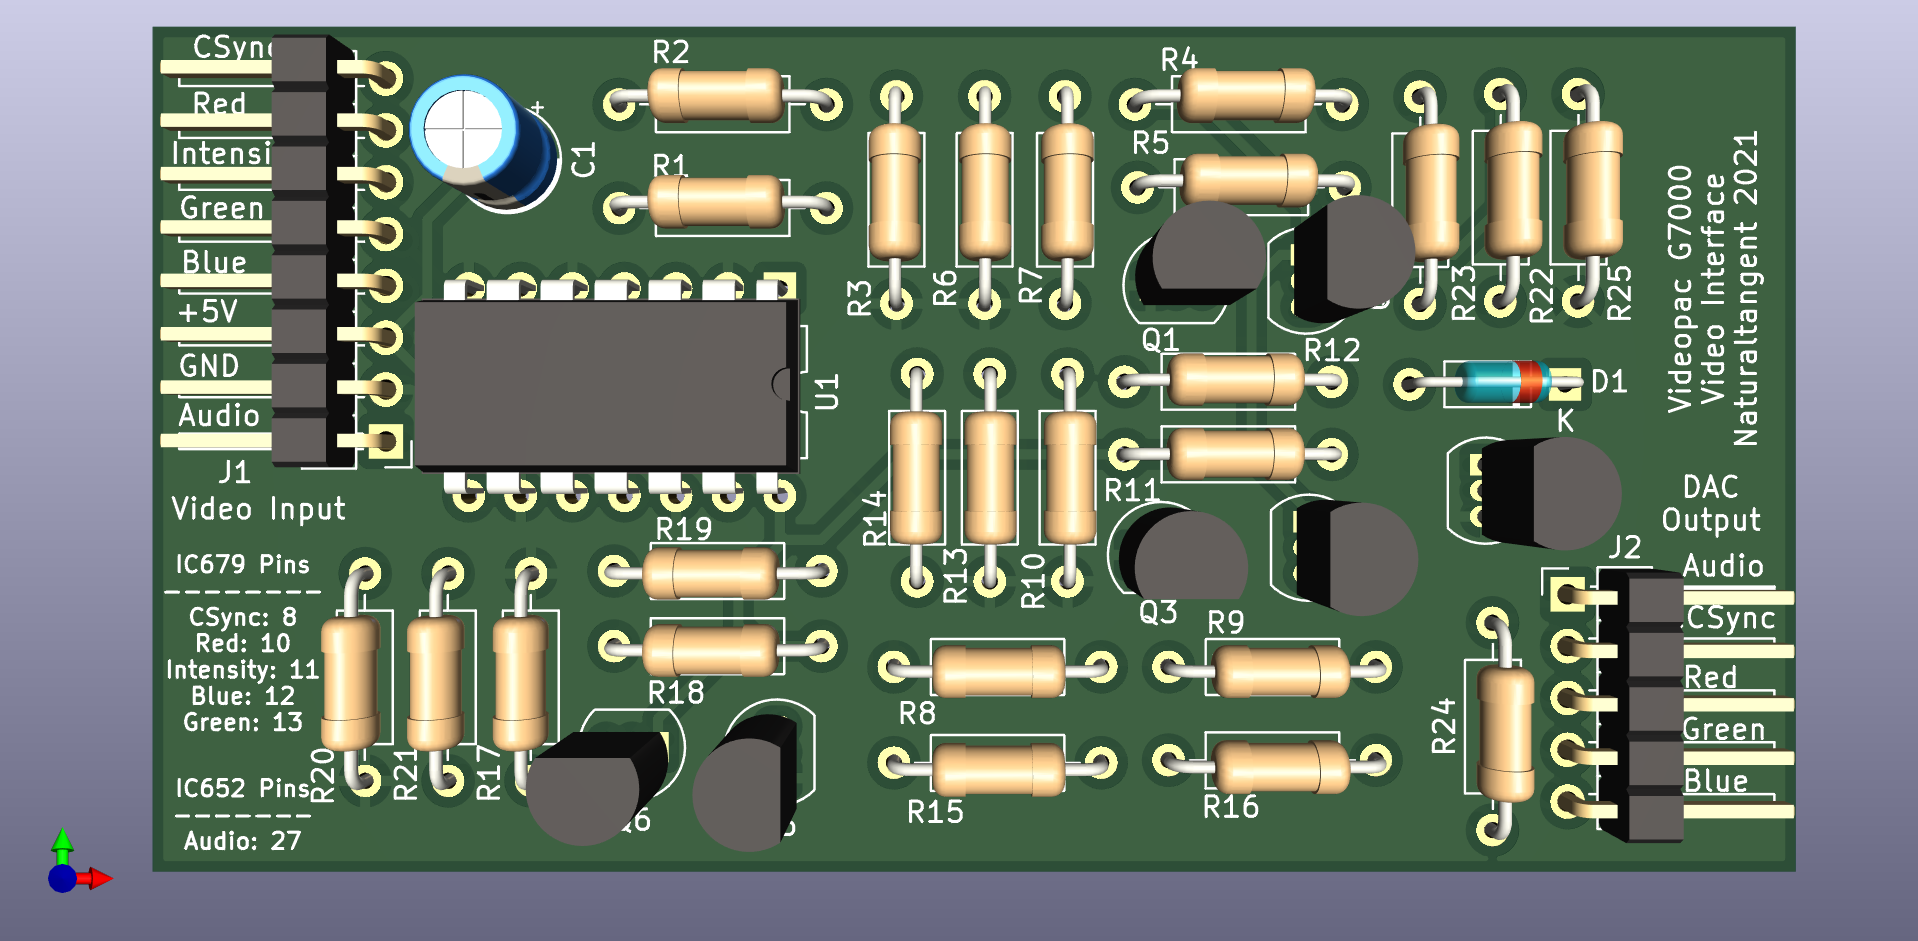 CSync
R2
R4
Red
+
C1
R5
Intensi
R1
Green
Blue
R3
R6
R7
R23
R22
R25
Videopac G7000
Video Interface
Naturaltangent 2021
+5V
Q1
R12
GND
U1
D1
K
Audio
J1
Video Input
R14
R11
DAC
Output
R19
R13
R10
J2
IC679 Pins
Audio
CSync: 8
Red: 10
Intensity: 11
Blue: 12
Green: 13
Q3
R9
CSync
R18
R8
Red
R24
Green
R20
R21
R17
Blue
IC652 Pins
R15
R16
Q6
Audio: 27